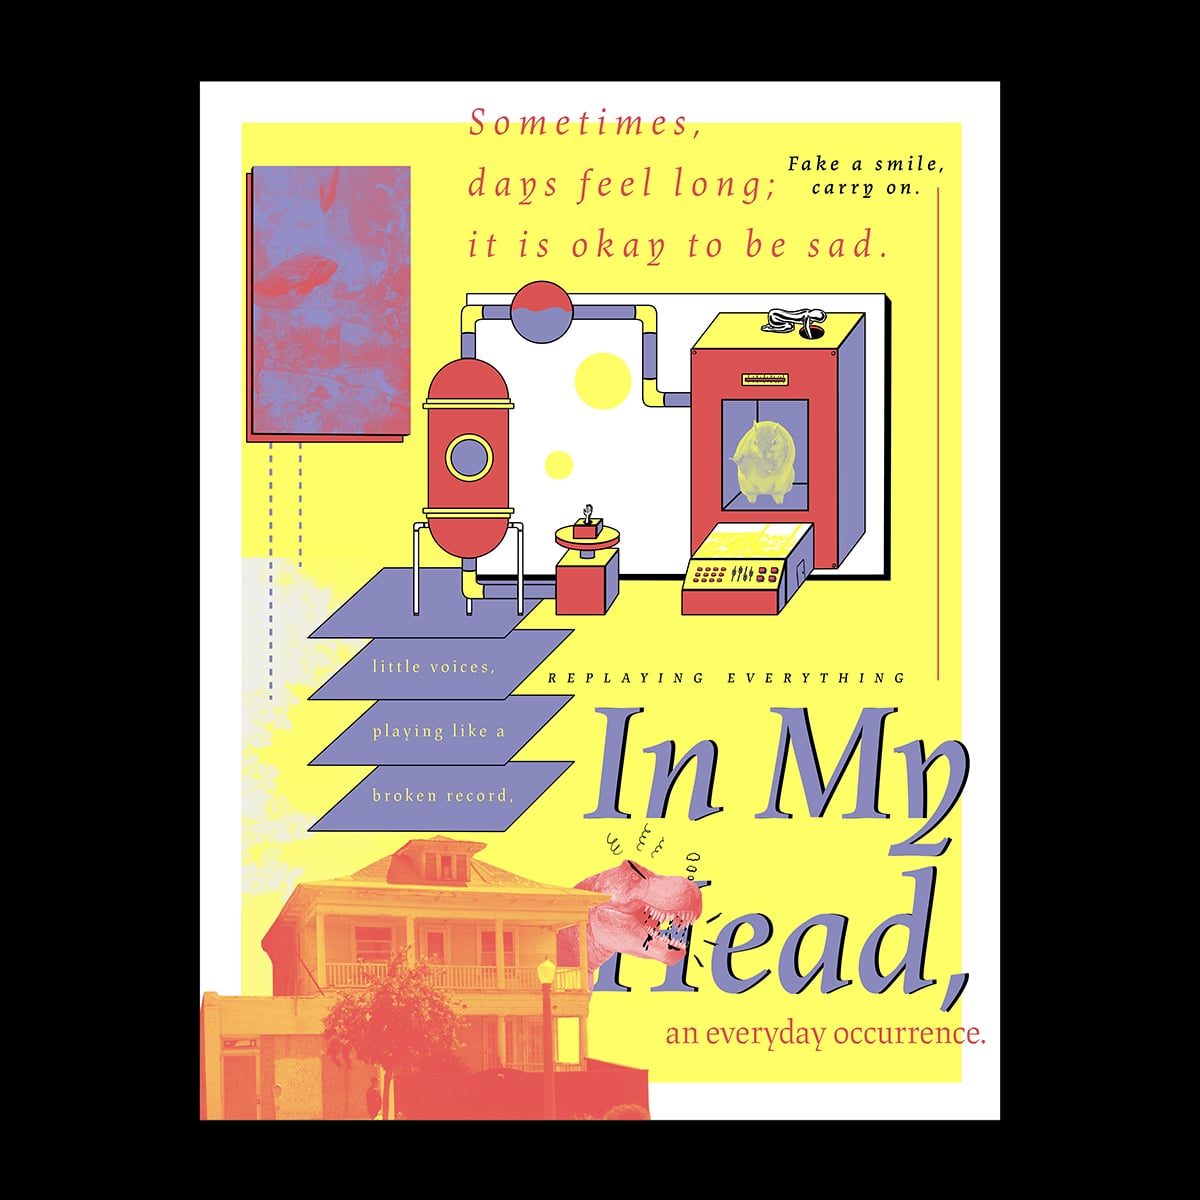 Sometimes,
days feel long;
it is okay to be sad.
Fake a smile,
carry on.
little voices,
playing like a
broken record,
REPLAYING EVERYTHING
In My
Head,
an everyday occurrence.